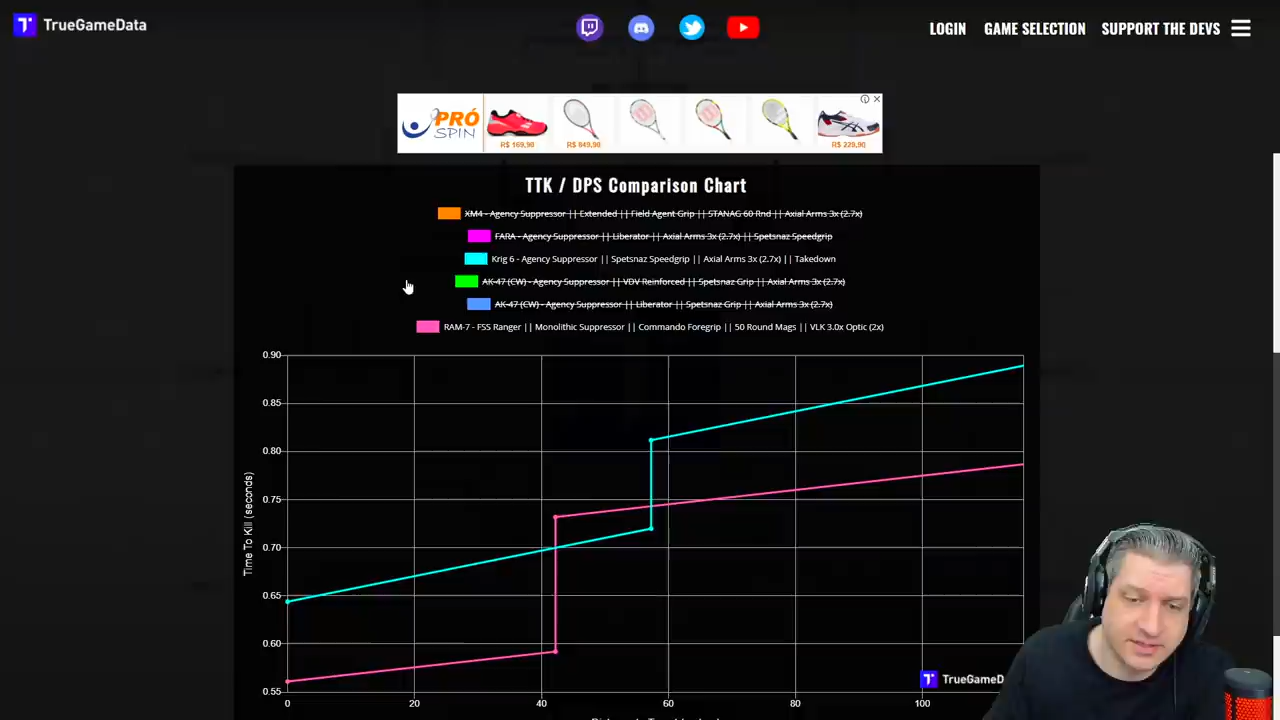 TrueGameData
LOGIN GAME SELECTION SUPPORT THE DEVS
PRÓ
SPIN
R$ 169,90 R$ 849,90 R$ 229,90
TTK / DPS Comparison Chart
XM4 - Agency Suppressor || Extended || Field Agent Grip || STANAG 60 Rnd || Axial Arms 3x (2.7x)
FARA - Agency Suppressor || Liberator || Axial Arms 3x (2.7x) || Spetsnaz Speedgrip
Krig 6 - Agency Suppressor || Spetsnaz Speedgrip || Axial Arms 3x (2.7x) || Takedown
AK-47 (CW) - Agency Suppressor || VDV Reinforced || Spetsnaz Grip || Axial Arms 3x (2.7x)
AK-47 (CW) - Agency Suppressor || Liberator || Spetsnaz Grip || Axial Arms 3x (2.7x)
RAM-7 - FSS Ranger || Monolithic Suppressor || Commando Foregrip || 50 Round Mags || VLK 3.0x Optic (2x)
0.90
0.85
0.80
0.75
0.70
0.65
0.60
0.55
Time To Kill (seconds)
TrueGameD
0 20 40 60 80 100